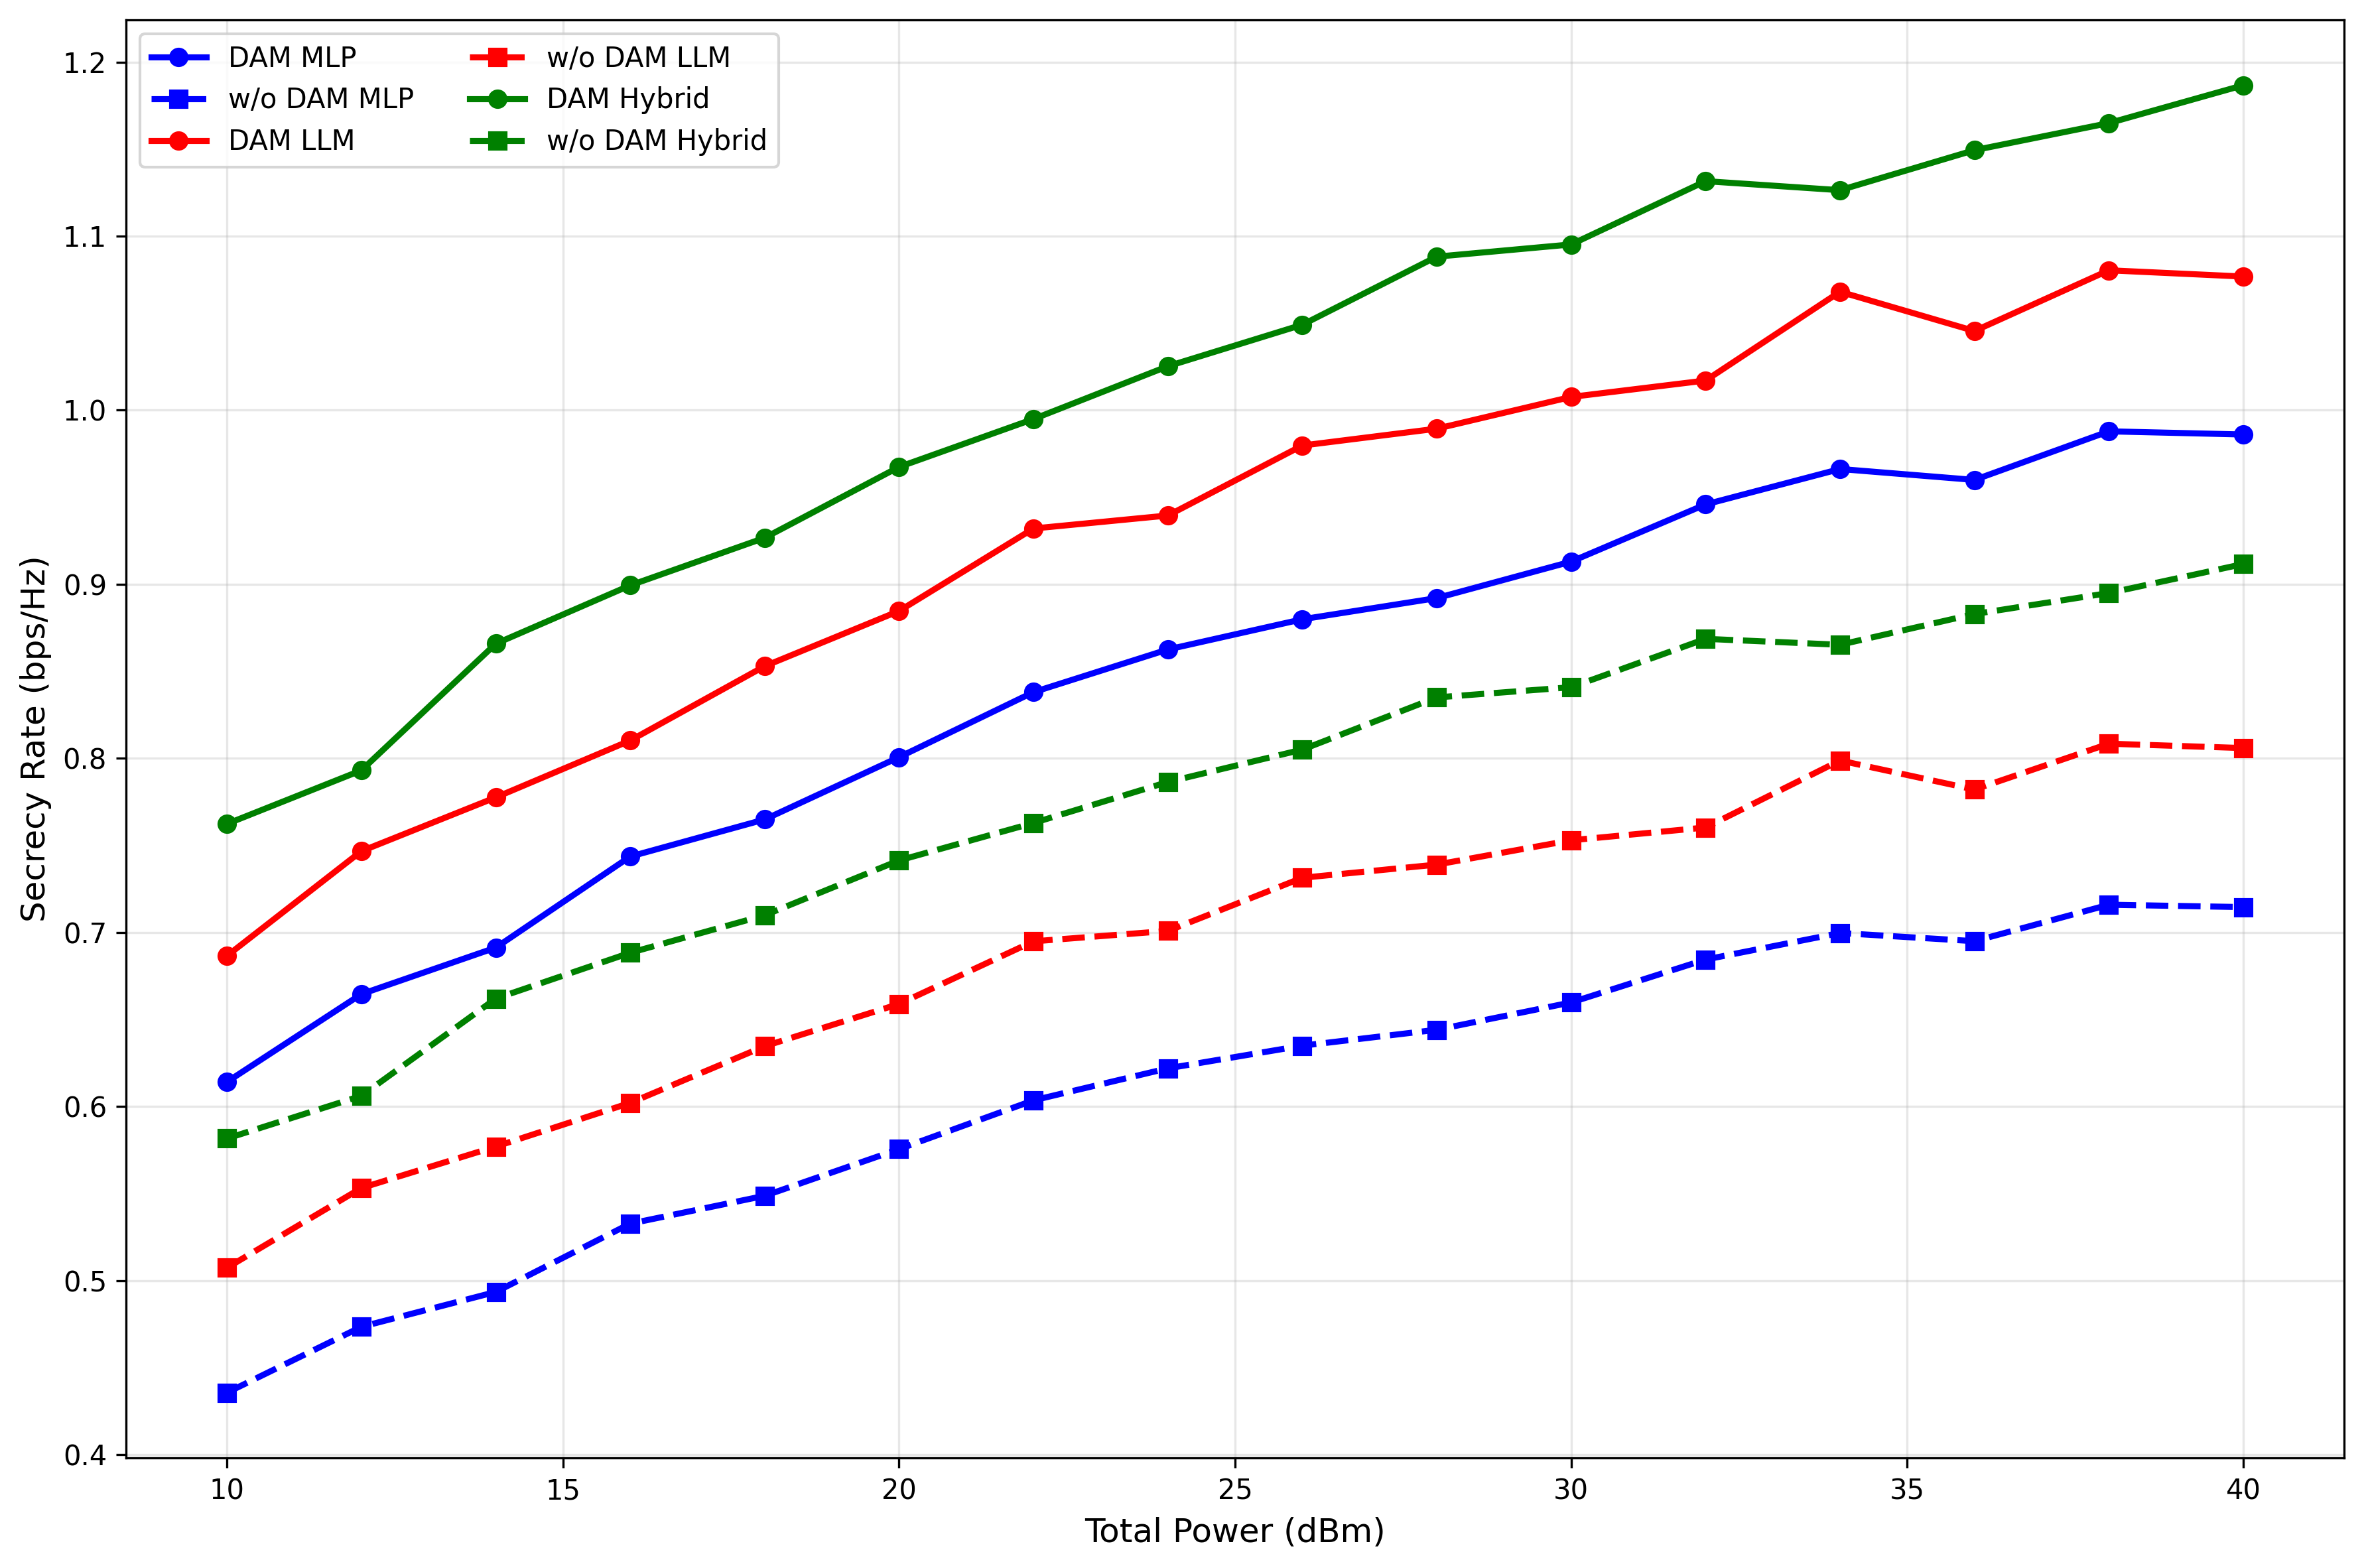 DAM MLP
w/o DAM MLP
DAM LLM
w/o DAM LLM
DAM Hybrid
w/o DAM Hybrid
Secrecy Rate (bps/Hz)
1.2
1.1
1.0
0.9
0.8
0.7
0.6
0.5
0.4
10 15 20 25 30 35 40
Total Power (dBm)